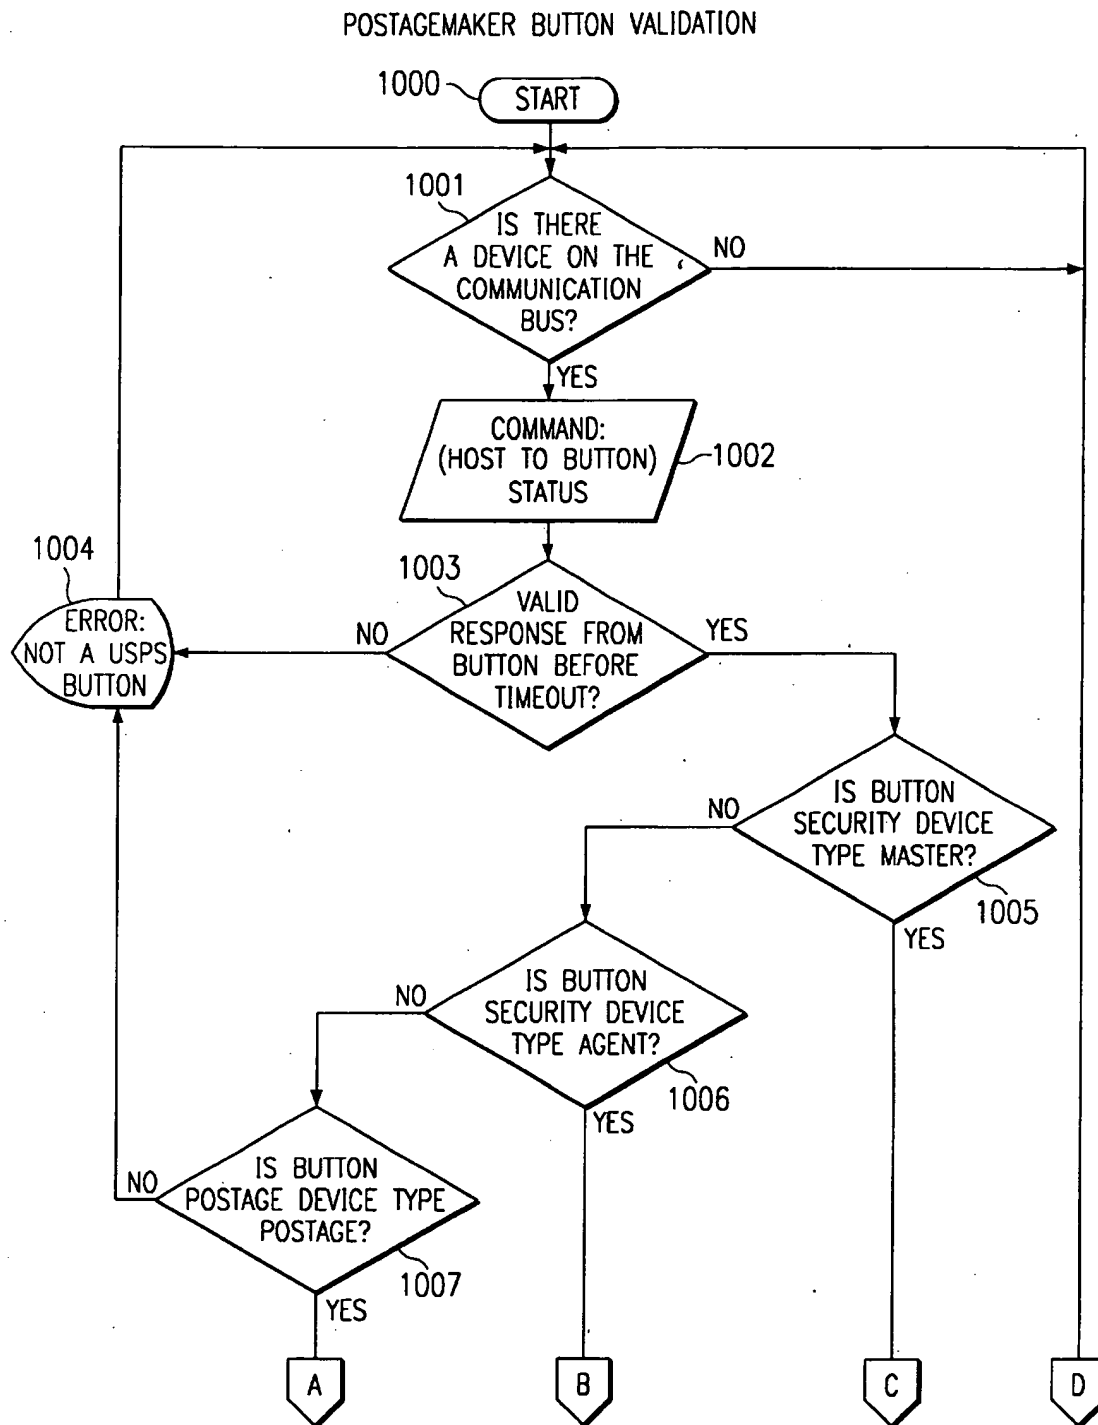 POSTAGEMAKER BUTTON VALIDATION
1000
START
1001
IS THERE
A DEVICE ON THE
COMMUNICATION
BUS?
NO
YES
COMMAND:
(HOST TO BUTTON)
STATUS
1002
1004
ERROR:
NOT A USPS
BUTTON
1003
VALID
RESPONSE FROM
BUTTON BEFORE
TIMEOUT?
NO
YES
IS BUTTON
SECURITY DEVICE
TYPE MASTER?
NO
1005
YES
IS BUTTON
SECURITY DEVICE
TYPE AGENT?
NO
1006
YES
IS BUTTON
POSTAGE DEVICE TYPE
POSTAGE?
NO
1007
YES
A
B
C
D